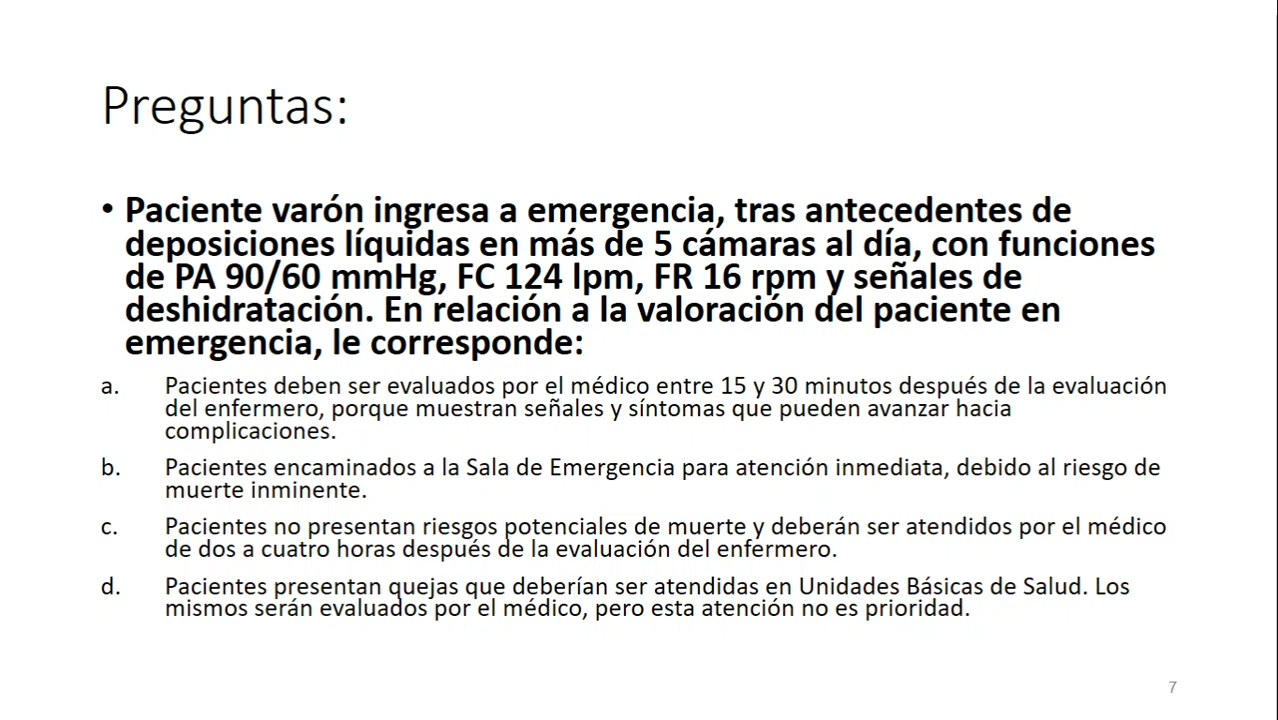 Preguntas:
• Paciente varón ingresa a emergencia, tras antecedentes de
deposiciones líquidas en más de 5 cámaras al día, con funciones
de PA 90/60 mmHg, FC 124 lpm, FR 16 rpm y señales de
deshidratación. En relación a la valoración del paciente en
emergencia, le corresponde:
a. Pacientes deben ser evaluados por el médico entre 15 y 30 minutos después de la evaluación
del enfermero, porque muestran señales y síntomas que pueden avanzar hacia
complicaciones.
b. Pacientes encaminados a la Sala de Emergencia para atención inmediata, debido al riesgo de
muerte inminente.
c. Pacientes no presentan riesgos potenciales de muerte y deberán ser atendidos por el médico
de dos a cuatro horas después de la evaluación del enfermero.
d. Pacientes presentan quejas que deberían ser atendidas en Unidades Básicas de Salud. Los
mismos serán evaluados por el médico, pero esta atención no es prioridad.
7